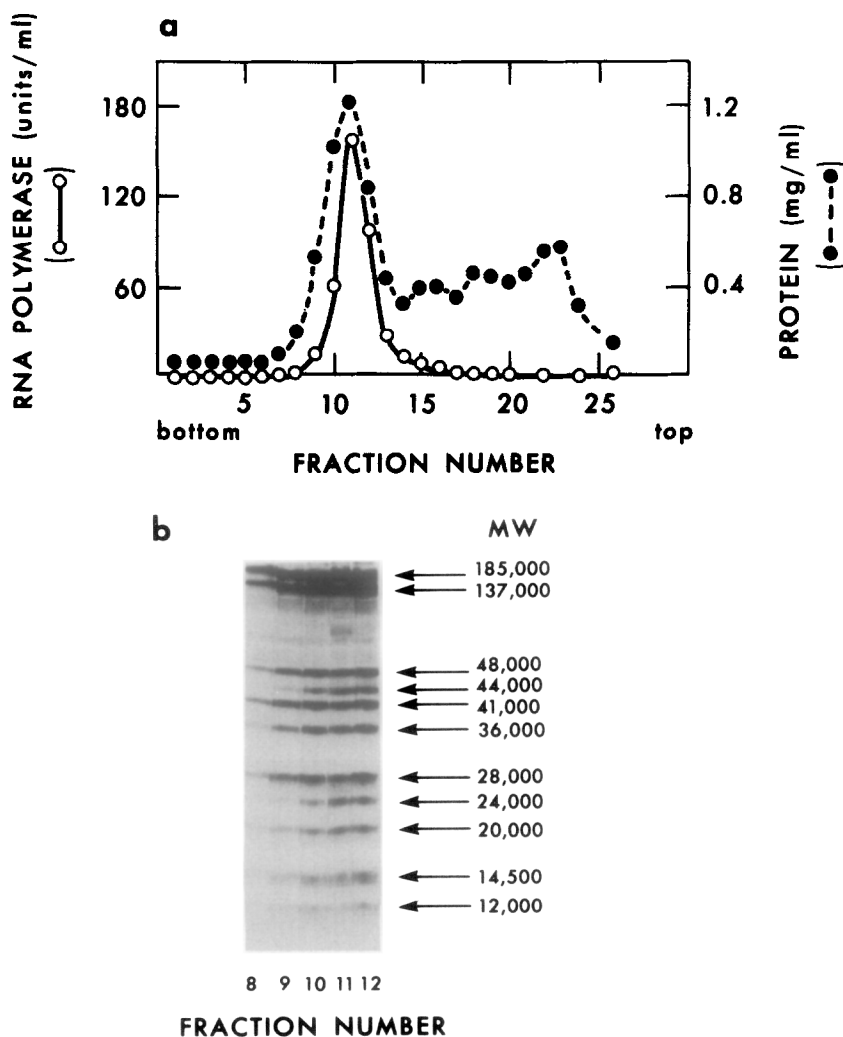 a
RNA POLYMERASE (units/ml)
180
120
60
1.2
0.8
0.4
PROTEIN (mg/ml)
5 10 15 20 25
bottom top
FRACTION NUMBER
b
MW
185,000
137,000
48,000
44,000
41,000
36,000
28,000
24,000
20,000
14,500
12,000
8 9 10 11 12
FRACTION NUMBER